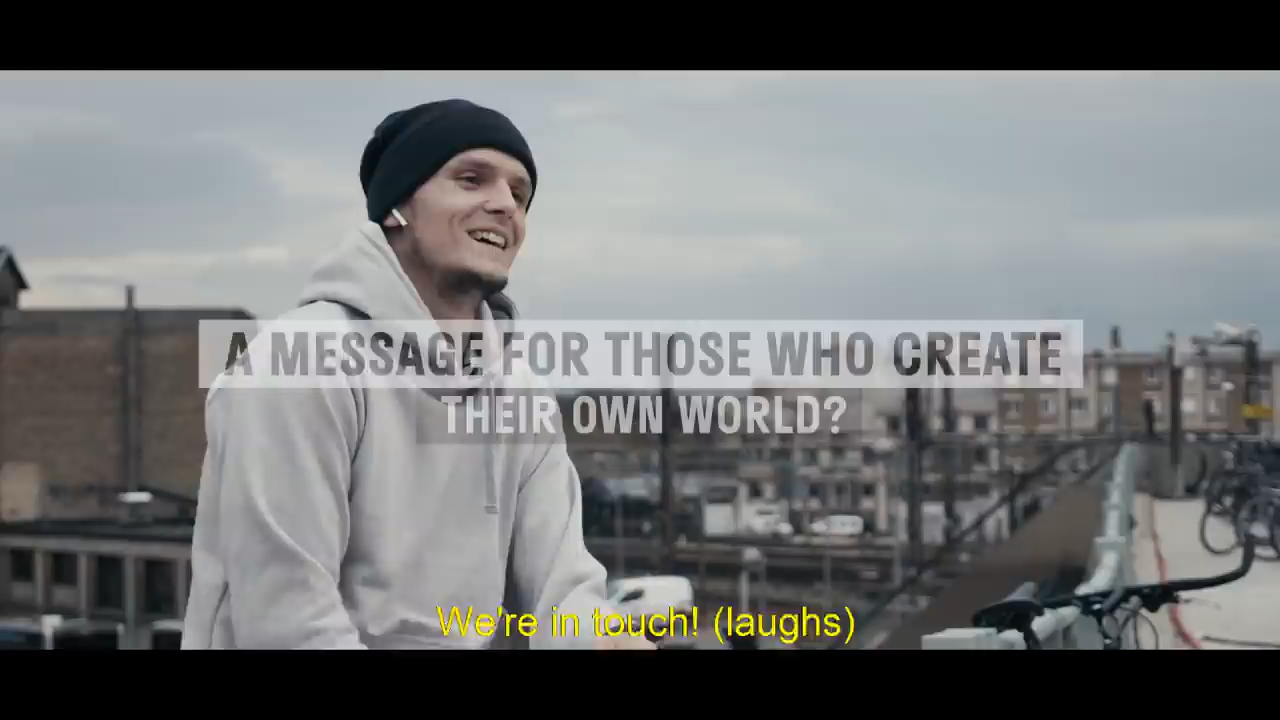 A MESSAGE FOR THOSE WHO CREATE
THEIR OWN WORLD?
We're in touch! (laughs)